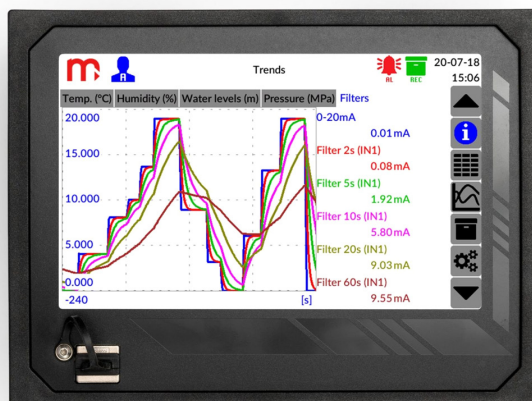 m
A
Trends
AL
REC
20-07-18
15:06
Temp. (°C)
Humidity (%)
Water levels (m)
Pressure (MPa)
Filters
20.000
15.000
10.000
5.000
0.000
-240
[s]
0-20mA
0.01 mA
Filter 2s (IN1)
0.08 mA
Filter 5s (IN1)
1.92 mA
Filter 10s (IN1)
5.80 mA
Filter 20s (IN1)
9.03 mA
Filter 60s (IN1)
9.55 mA
i